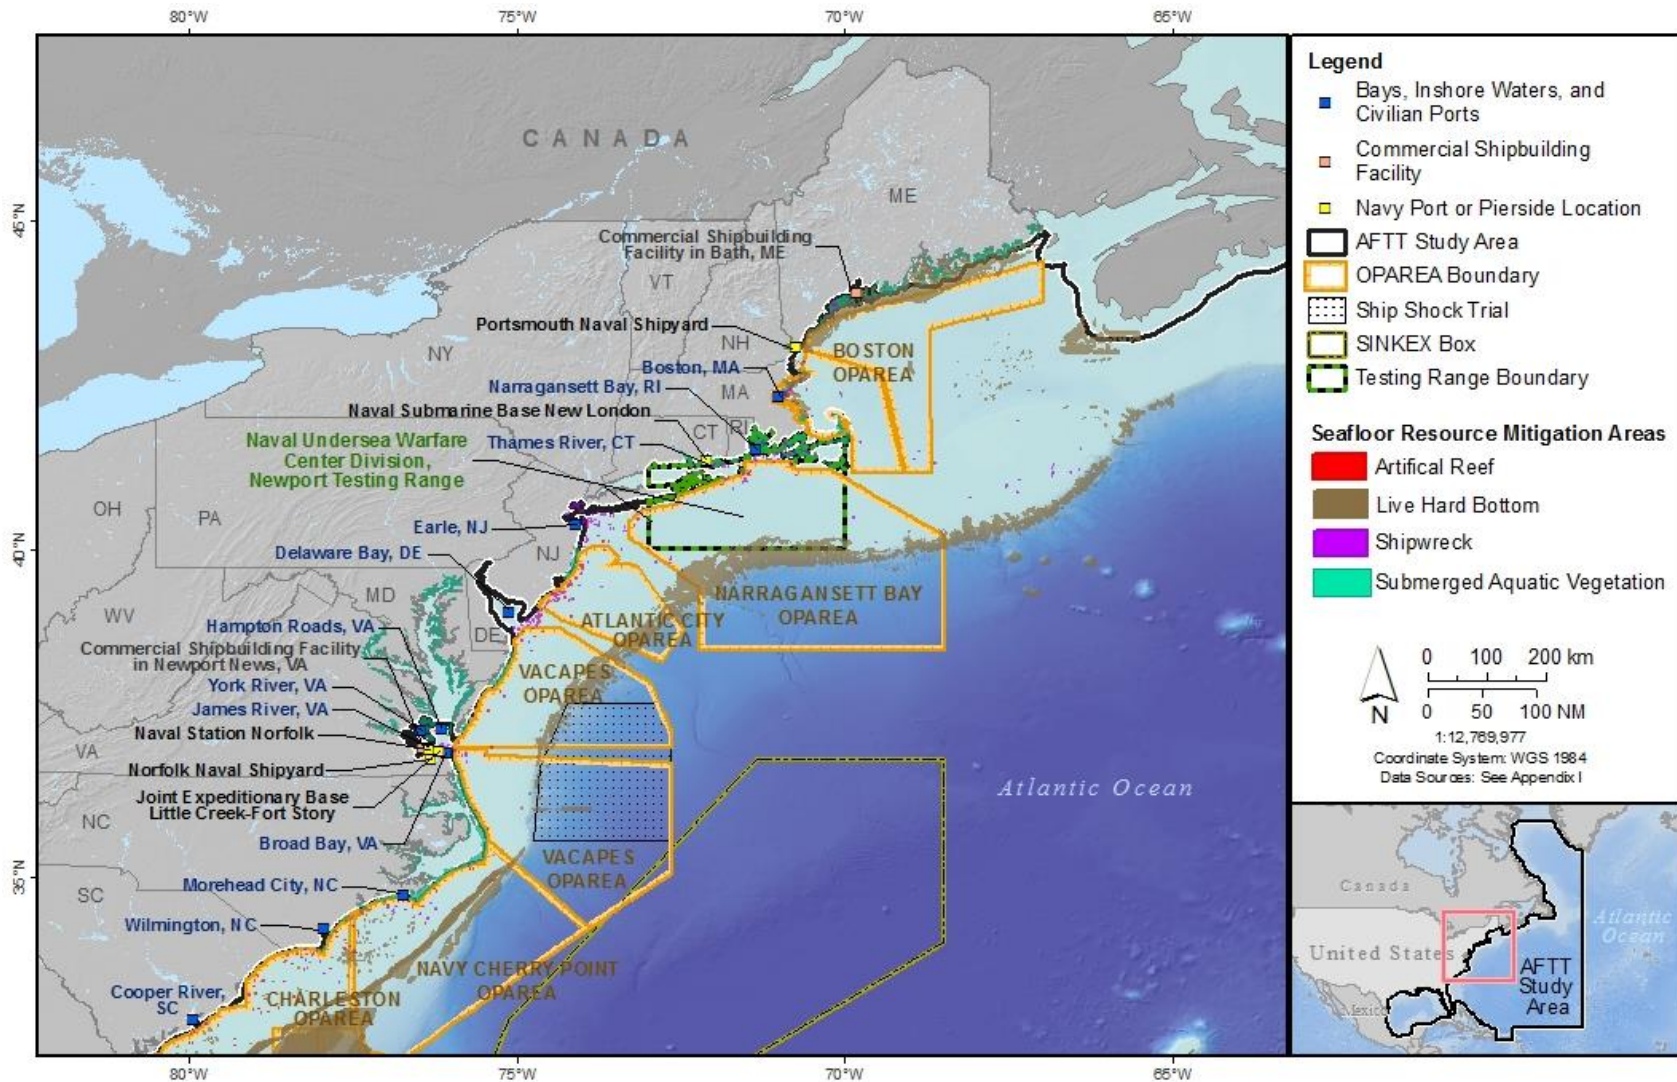 80°W
75°W
70°W
65°W
45°N
40°N
35°N
80°W
75°W
70°W
65°W
CANADA
ME
VT
NH
NY
MA
CT
RI
PA
OH
NJ
MD
DE
WV
VA
NC
SC
Commercial Shipbuilding
Facility in Bath, ME
Portsmouth Naval Shipyard
Boston, MA
Narragansett Bay, RI
Naval Submarine Base New London
Thames River, CT
Naval Undersea Warfare
Center Division,
Newport Testing Range
Earle, NJ
Delaware Bay, DE
Hampton Roads, VA
Commercial Shipbuilding Facility
in Newport News, VA
York River, VA
James River, VA
Naval Station Norfolk
Norfolk Naval Shipyard
Joint Expeditionary Base
Little Creek-Fort Story
Broad Bay, VA
Morehead City, NC
Wilmington, NC
Cooper River,
SC
BOSTON
OPAREA
NARRAGANSETT BAY
OPAREA
ATLANTIC CITY
OPAREA
VACAPES
OPAREA
VACAPES
OPAREA
NAVY CHERRY POINT
OPAREA
CHARLESTON
OPAREA
Atlantic Ocean
Legend
Bays, Inshore Waters, and
Civilian Ports
Commercial Shipbuilding
Facility
Navy Port or Pierside Location
AFTT Study Area
OPAREA Boundary
Ship Shock Trial
SINKEX Box
Testing Range Boundary
Seafloor Resource Mitigation Areas
Artifical Reef
Live Hard Bottom
Shipwreck
Submerged Aquatic Vegetation
N
0 100 200 km
0 50 100 NM
1:12,769,977
Coordinate System: WGS 1984
Data Sources: See Appendix I
Canada
United States
Mexico
Atlantic
Ocean
AFTT
Study
Area